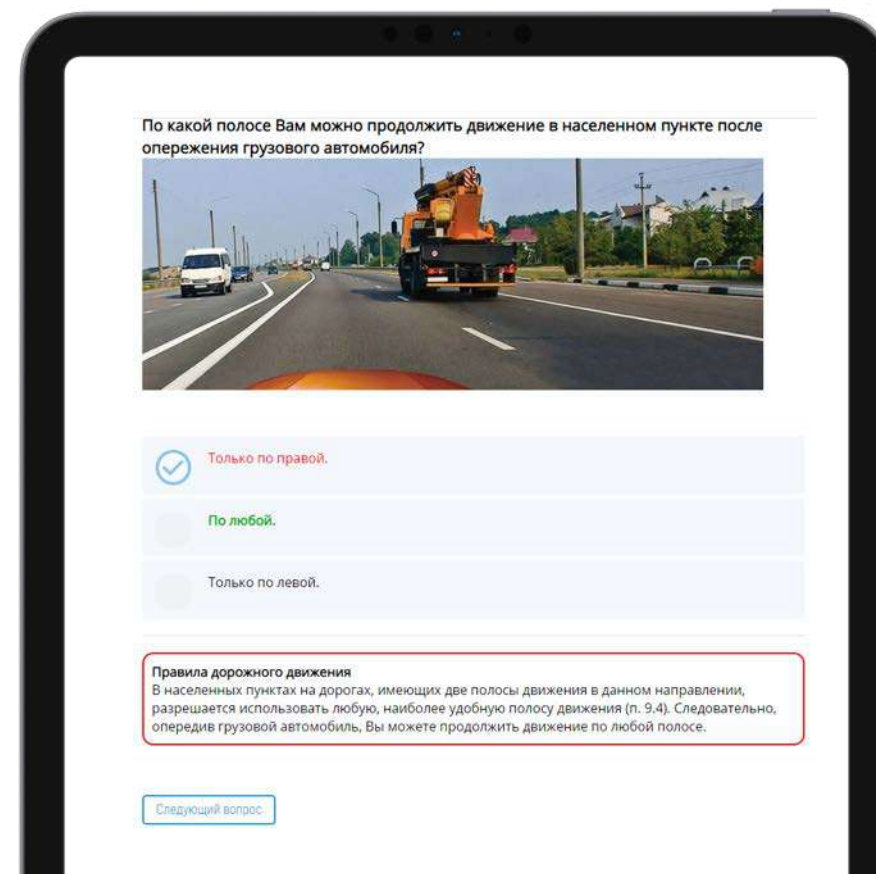 По какой полосе Вам можно продолжить движение в населенном пункте после
опережения грузового автомобиля?
Только по правой.
По любой.
Только по левой.
Правила дорожного движения
В населенных пунктах на дорогах, имеющих две полосы движения в данном направлении,
разрешается использовать любую, наиболее удобную полосу движения (п. 9.4). Следовательно,
опередив грузовой автомобиль, Вы можете продолжить движение по любой полосе.
Следующий вопрос